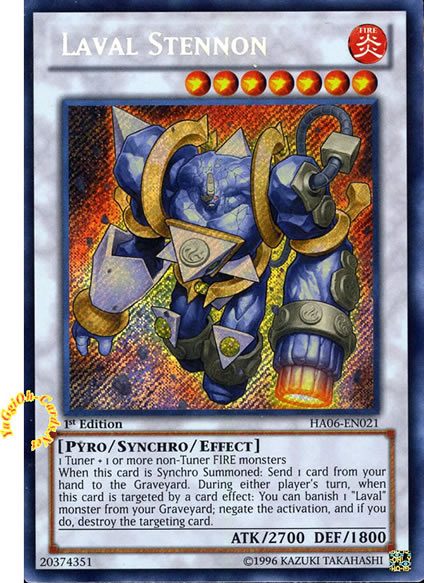 LAVAL STENNON
FIRE
炎
1st Edition
HA06-EN021
[PYRO/SYNCHRO/EFFECT]
1 Tuner + 1 or more non-Tuner FIRE monsters
When this card is Synchro Summoned: Send 1 card from your
hand to the Graveyard. During either player's turn, when
this card is targeted by a card effect: You can banish 1 "Laval"
monster from your Graveyard; negate the activation, and if you
do, destroy the targeting card.
ATK/2700 DEF/1800
20374351
©1996 KAZUKI TAKAHASHI